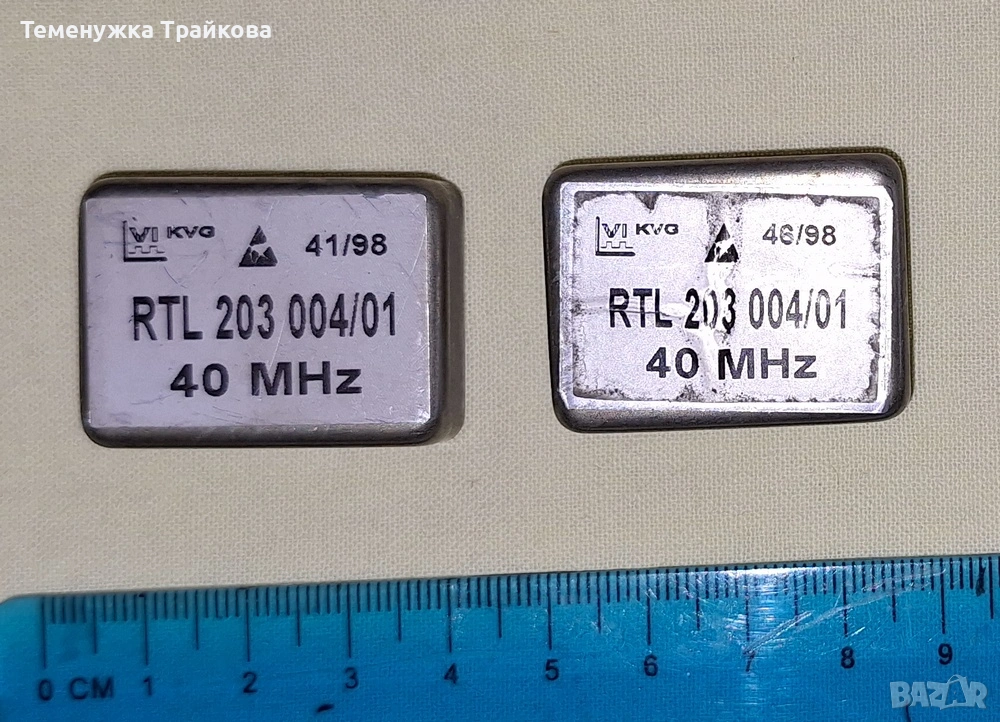 Теменужка Трайкова
VI KVG 41/98
RTL 203 004/01
40 MHz
VI KVG 46/98
RTL 203 004/01
40 MHz
0 CM 1 2 3 4 5 6 7 8 9
BAZAR